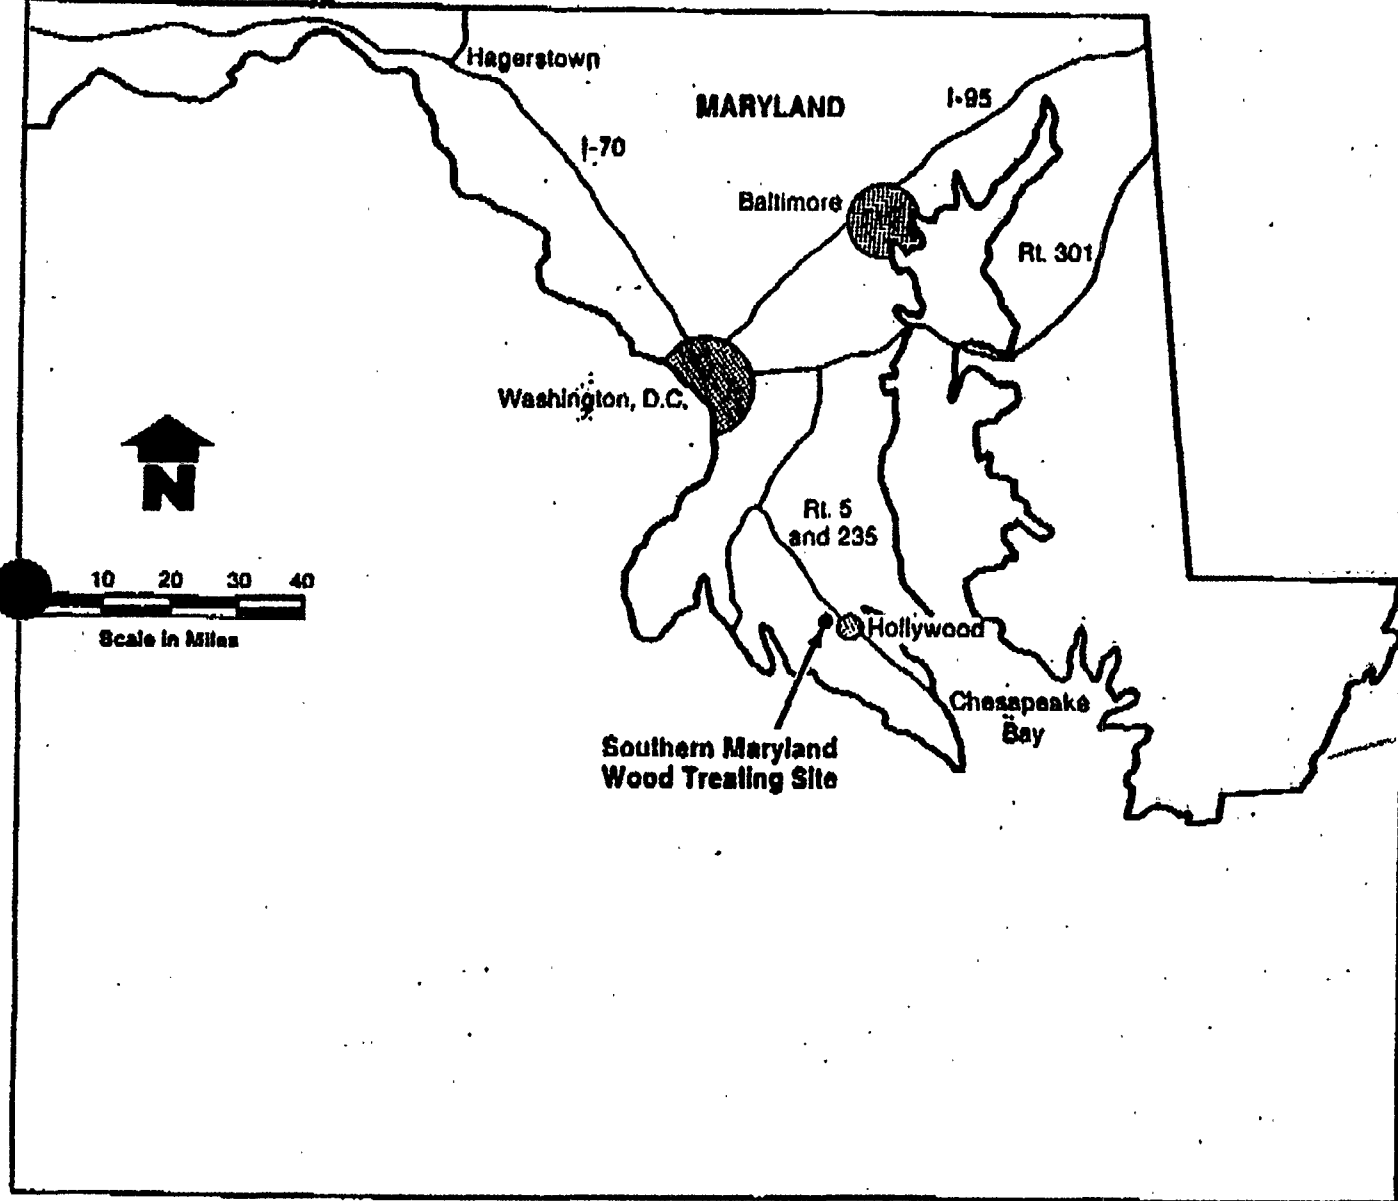 Hagerstown
MARYLAND
I-95
I-70
Baltimore
Rt. 301
Washington, D.C.
N
Rt. 5
and 235
10 20 30 40
Scale in Miles
Hollywood
Chesapeake
Bay
Southern Maryland
Wood Treating Site